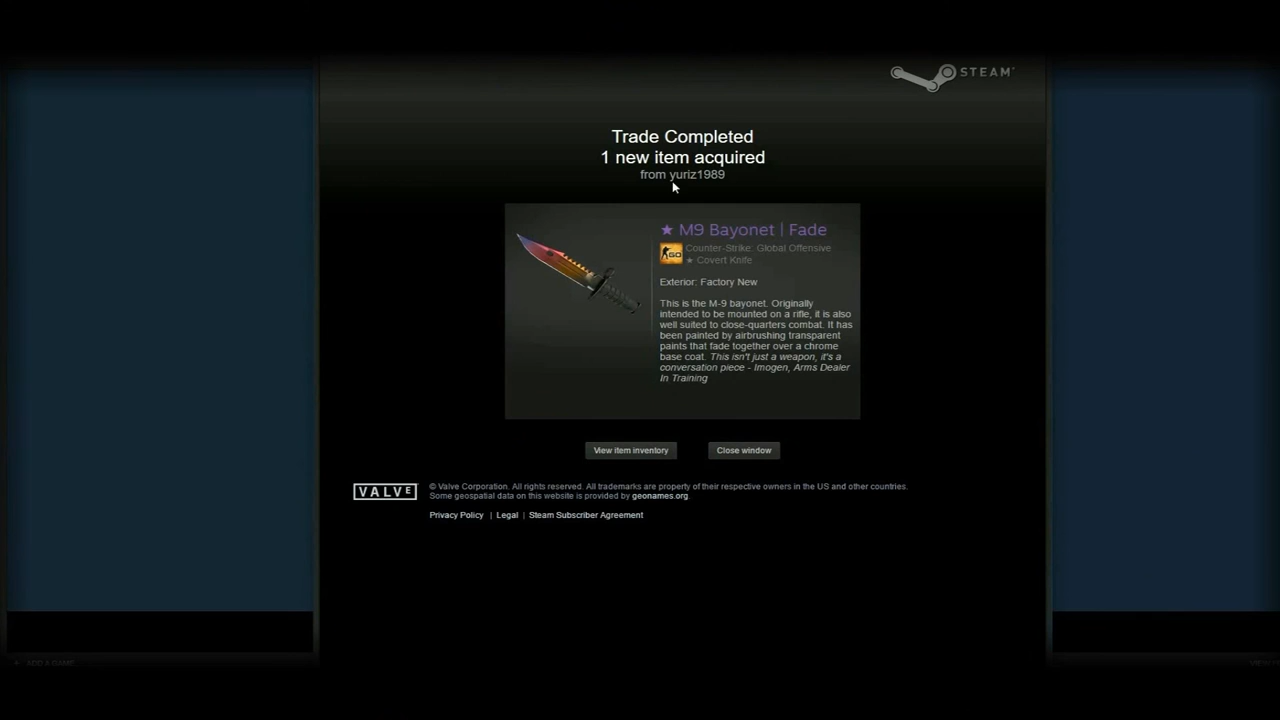 STEAM
Trade Completed
1 new item acquired
from yuriz1989
★ M9 Bayonet | Fade
GO
Counter-Strike: Global Offensive
★ Covert Knife
Exterior: Factory New
This is the M-9 bayonet. Originally
intended to be mounted on a rifle, it is also
well suited to close-quarters combat. It has
been painted by airbrushing transparent
paints that fade together over a chrome
base coat. This isn't just a weapon, it's a
conversation piece - Imogen, Arms Dealer
In Training
View item inventory
Close window
VALVE
© Valve Corporation. All rights reserved. All trademarks are property of their respective owners in the US and other countries.
Some geospatial data on this website is provided by geonames.org.
Privacy Policy | Legal | Steam Subscriber Agreement
+ ADD A GAME...